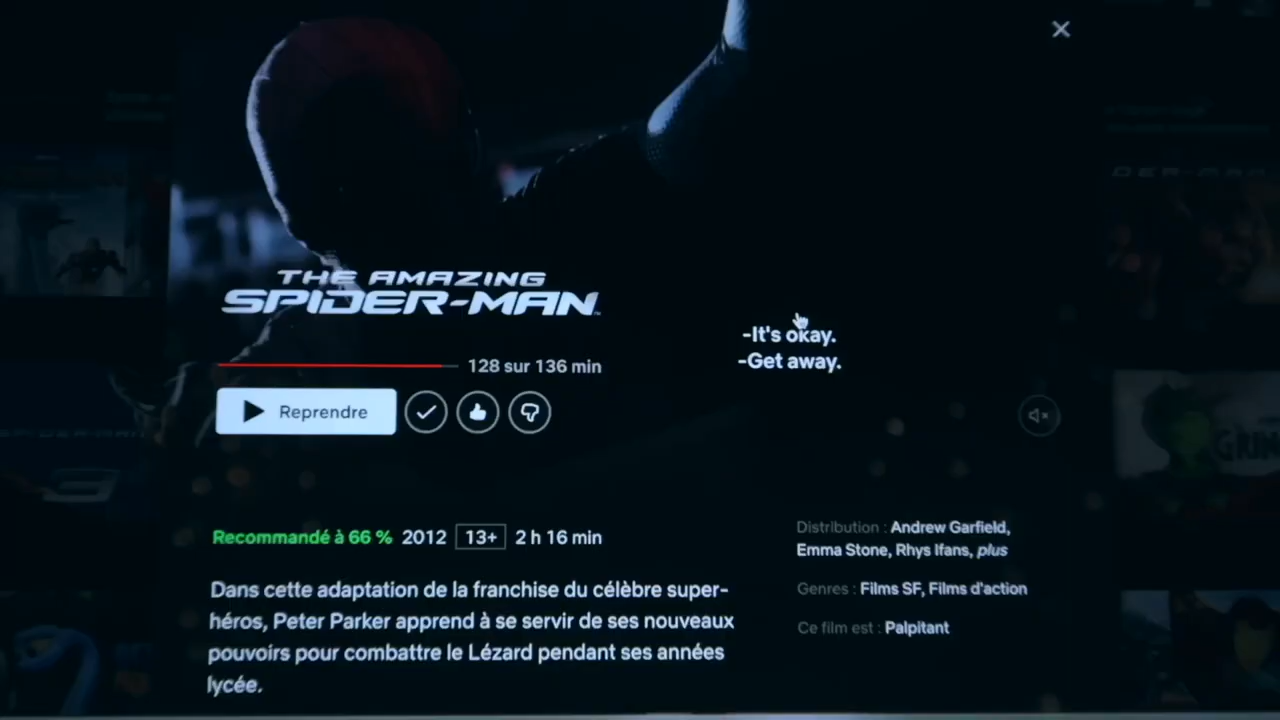 THE AMAZING
SPIDER-MAN
128 sur 136 min
-It's okay.
-Get away.
Reprendre
Recommandé à 66 % 2012 13+ 2 h 16 min
Dans cette adaptation de la franchise du célèbre super-
héros, Peter Parker apprend à se servir de ses nouveaux
pouvoirs pour combattre le Lézard pendant ses années
lycée.
Distribution : Andrew Garfield,
Emma Stone, Rhys Ifans, plus
Genres : Films SF, Films d'action
Ce film est : Palpitant